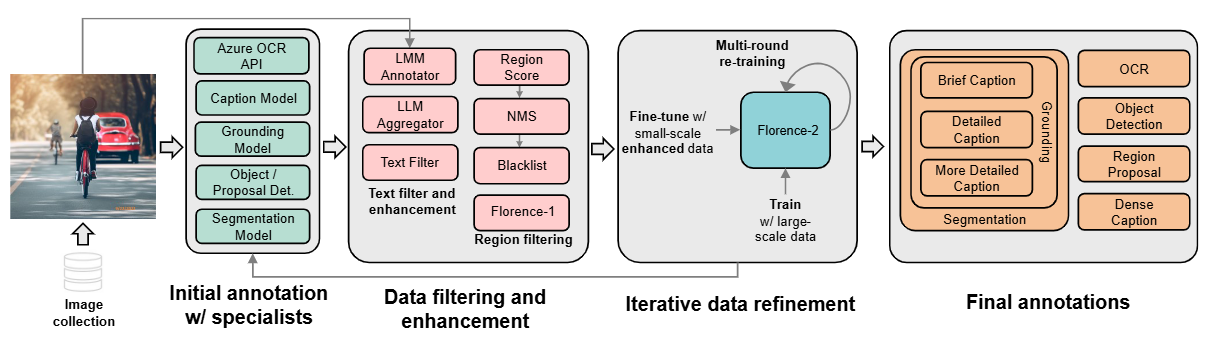 Image
collection
Azure OCR
API
Caption Model
Grounding
Model
Object /
Proposal Det.
Segmentation
Model
Initial annotation
w/ specialists
LMM
Annotator
LLM
Aggregator
Text Filter
Text filter and
enhancement
Region
Score
NMS
Blacklist
Florence-1
Region filtering
Data filtering and
enhancement
Multi-round
re-training
Fine-tune w/
small-scale
enhanced data
Florence-2
Train
w/ large-
scale data
Iterative data refinement
Brief Caption
Detailed
Caption
More Detailed
Caption
Grounding
Segmentation
OCR
Object
Detection
Region
Proposal
Dense
Caption
Final annotations